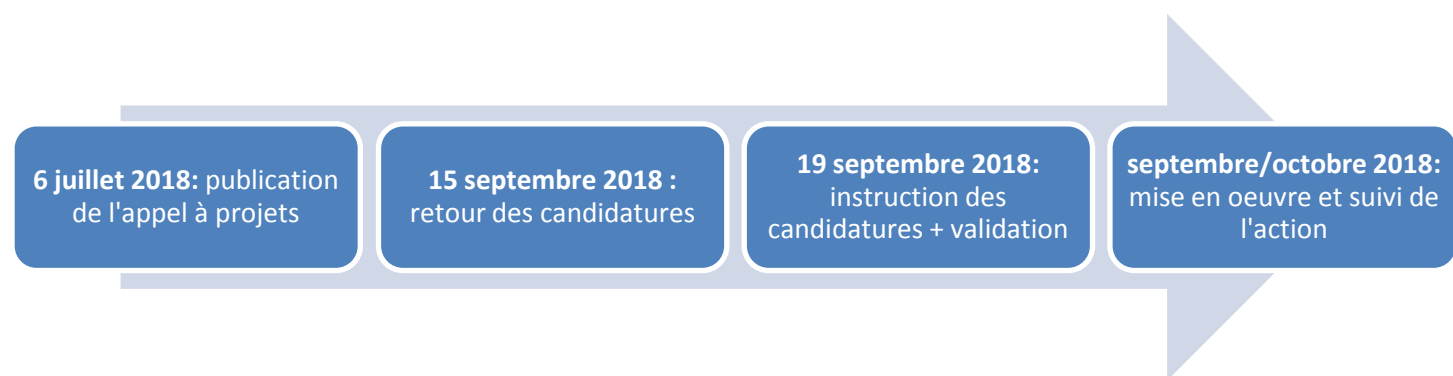 6 juillet 2018: publication
de l'appel à projets
15 septembre 2018 :
retour des candidatures
19 septembre 2018:
instruction des
candidatures + validation
septembre/octobre 2018:
mise en oeuvre et suivi de
l'action